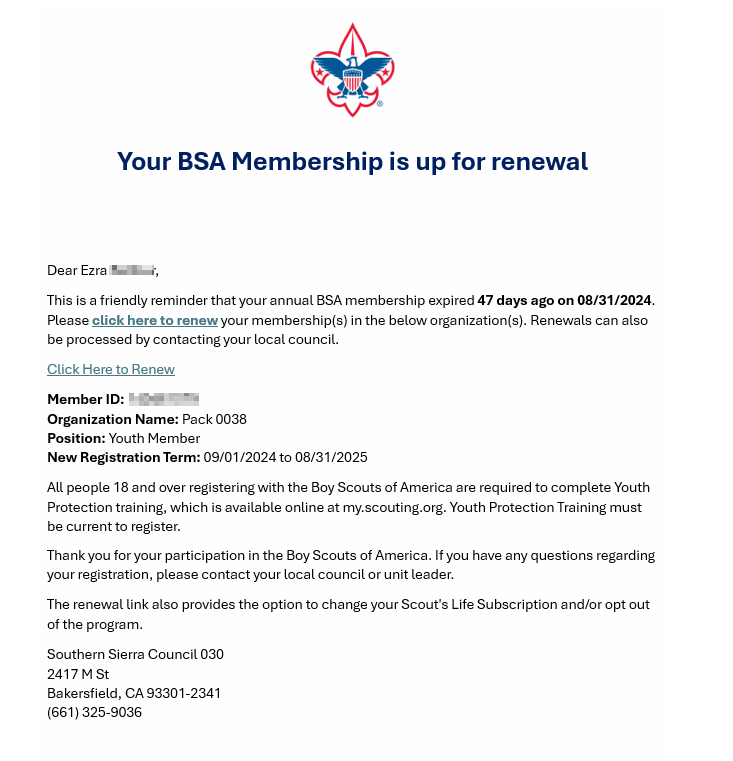 Your BSA Membership is up for renewal
Dear Ezra ,
This is a friendly reminder that your annual BSA membership expired 47 days ago on 08/31/2024.
Please click here to renew your membership(s) in the below organization(s). Renewals can also
be processed by contacting your local council.
Click Here to Renew
Member ID:
Organization Name: Pack 0038
Position: Youth Member
New Registration Term: 09/01/2024 to 08/31/2025
All people 18 and over registering with the Boy Scouts of America are required to complete Youth
Protection training, which is available online at my.scouting.org. Youth Protection Training must
be current to register.
Thank you for your participation in the Boy Scouts of America. If you have any questions regarding
your registration, please contact your local council or unit leader.
The renewal link also provides the option to change your Scout's Life Subscription and/or opt out
of the program.
Southern Sierra Council 030
2417 M St
Bakersfield, CA 93301-2341
(661) 325-9036